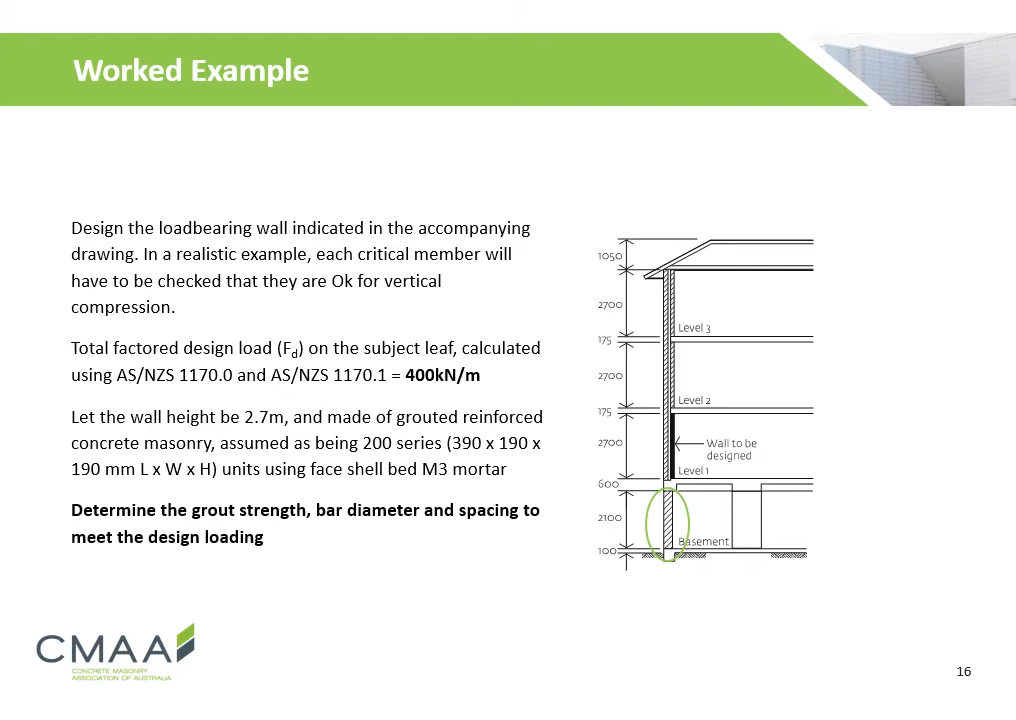 Worked Example
Design the loadbearing wall indicated in the accompanying
drawing. In a realistic example, each critical member will
have to be checked that they are Ok for vertical
compression.
Total factored design load (Fd) on the subject leaf, calculated
using AS/NZS 1170.0 and AS/NZS 1170.1 = 400kN/m
Let the wall height be 2.7m, and made of grouted reinforced
concrete masonry, assumed as being 200 series (390 x 190 x
190 mm L x W x H) units using face shell bed M3 mortar
Determine the grout strength, bar diameter and spacing to
meet the design loading
1050
2700
Level 3
175
2700
Level 2
175
2700
Wall to be
designed
Level 1
600
2100
Basement
100
CMAA
CONCRETE MASONRY
ASSOCIATION OF AUSTRALIA
16